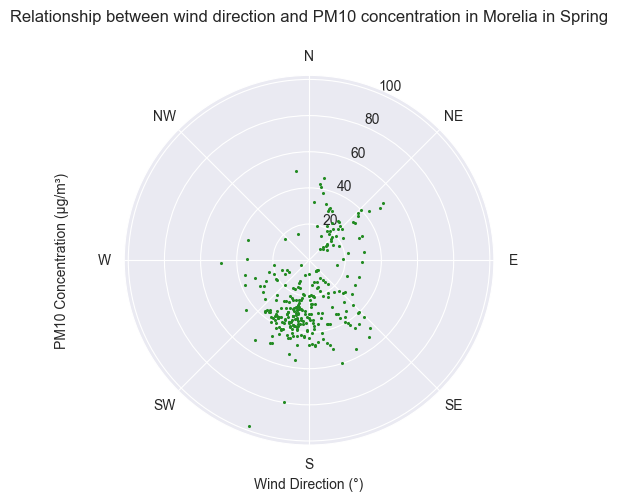 Relationship between wind direction and PM10 concentration in Morelia in Spring
N
100
NW
NE
80
60
40
20
PM10 Concentration (μg/m³)
W
E
SW
SE
S
Wind Direction (°)